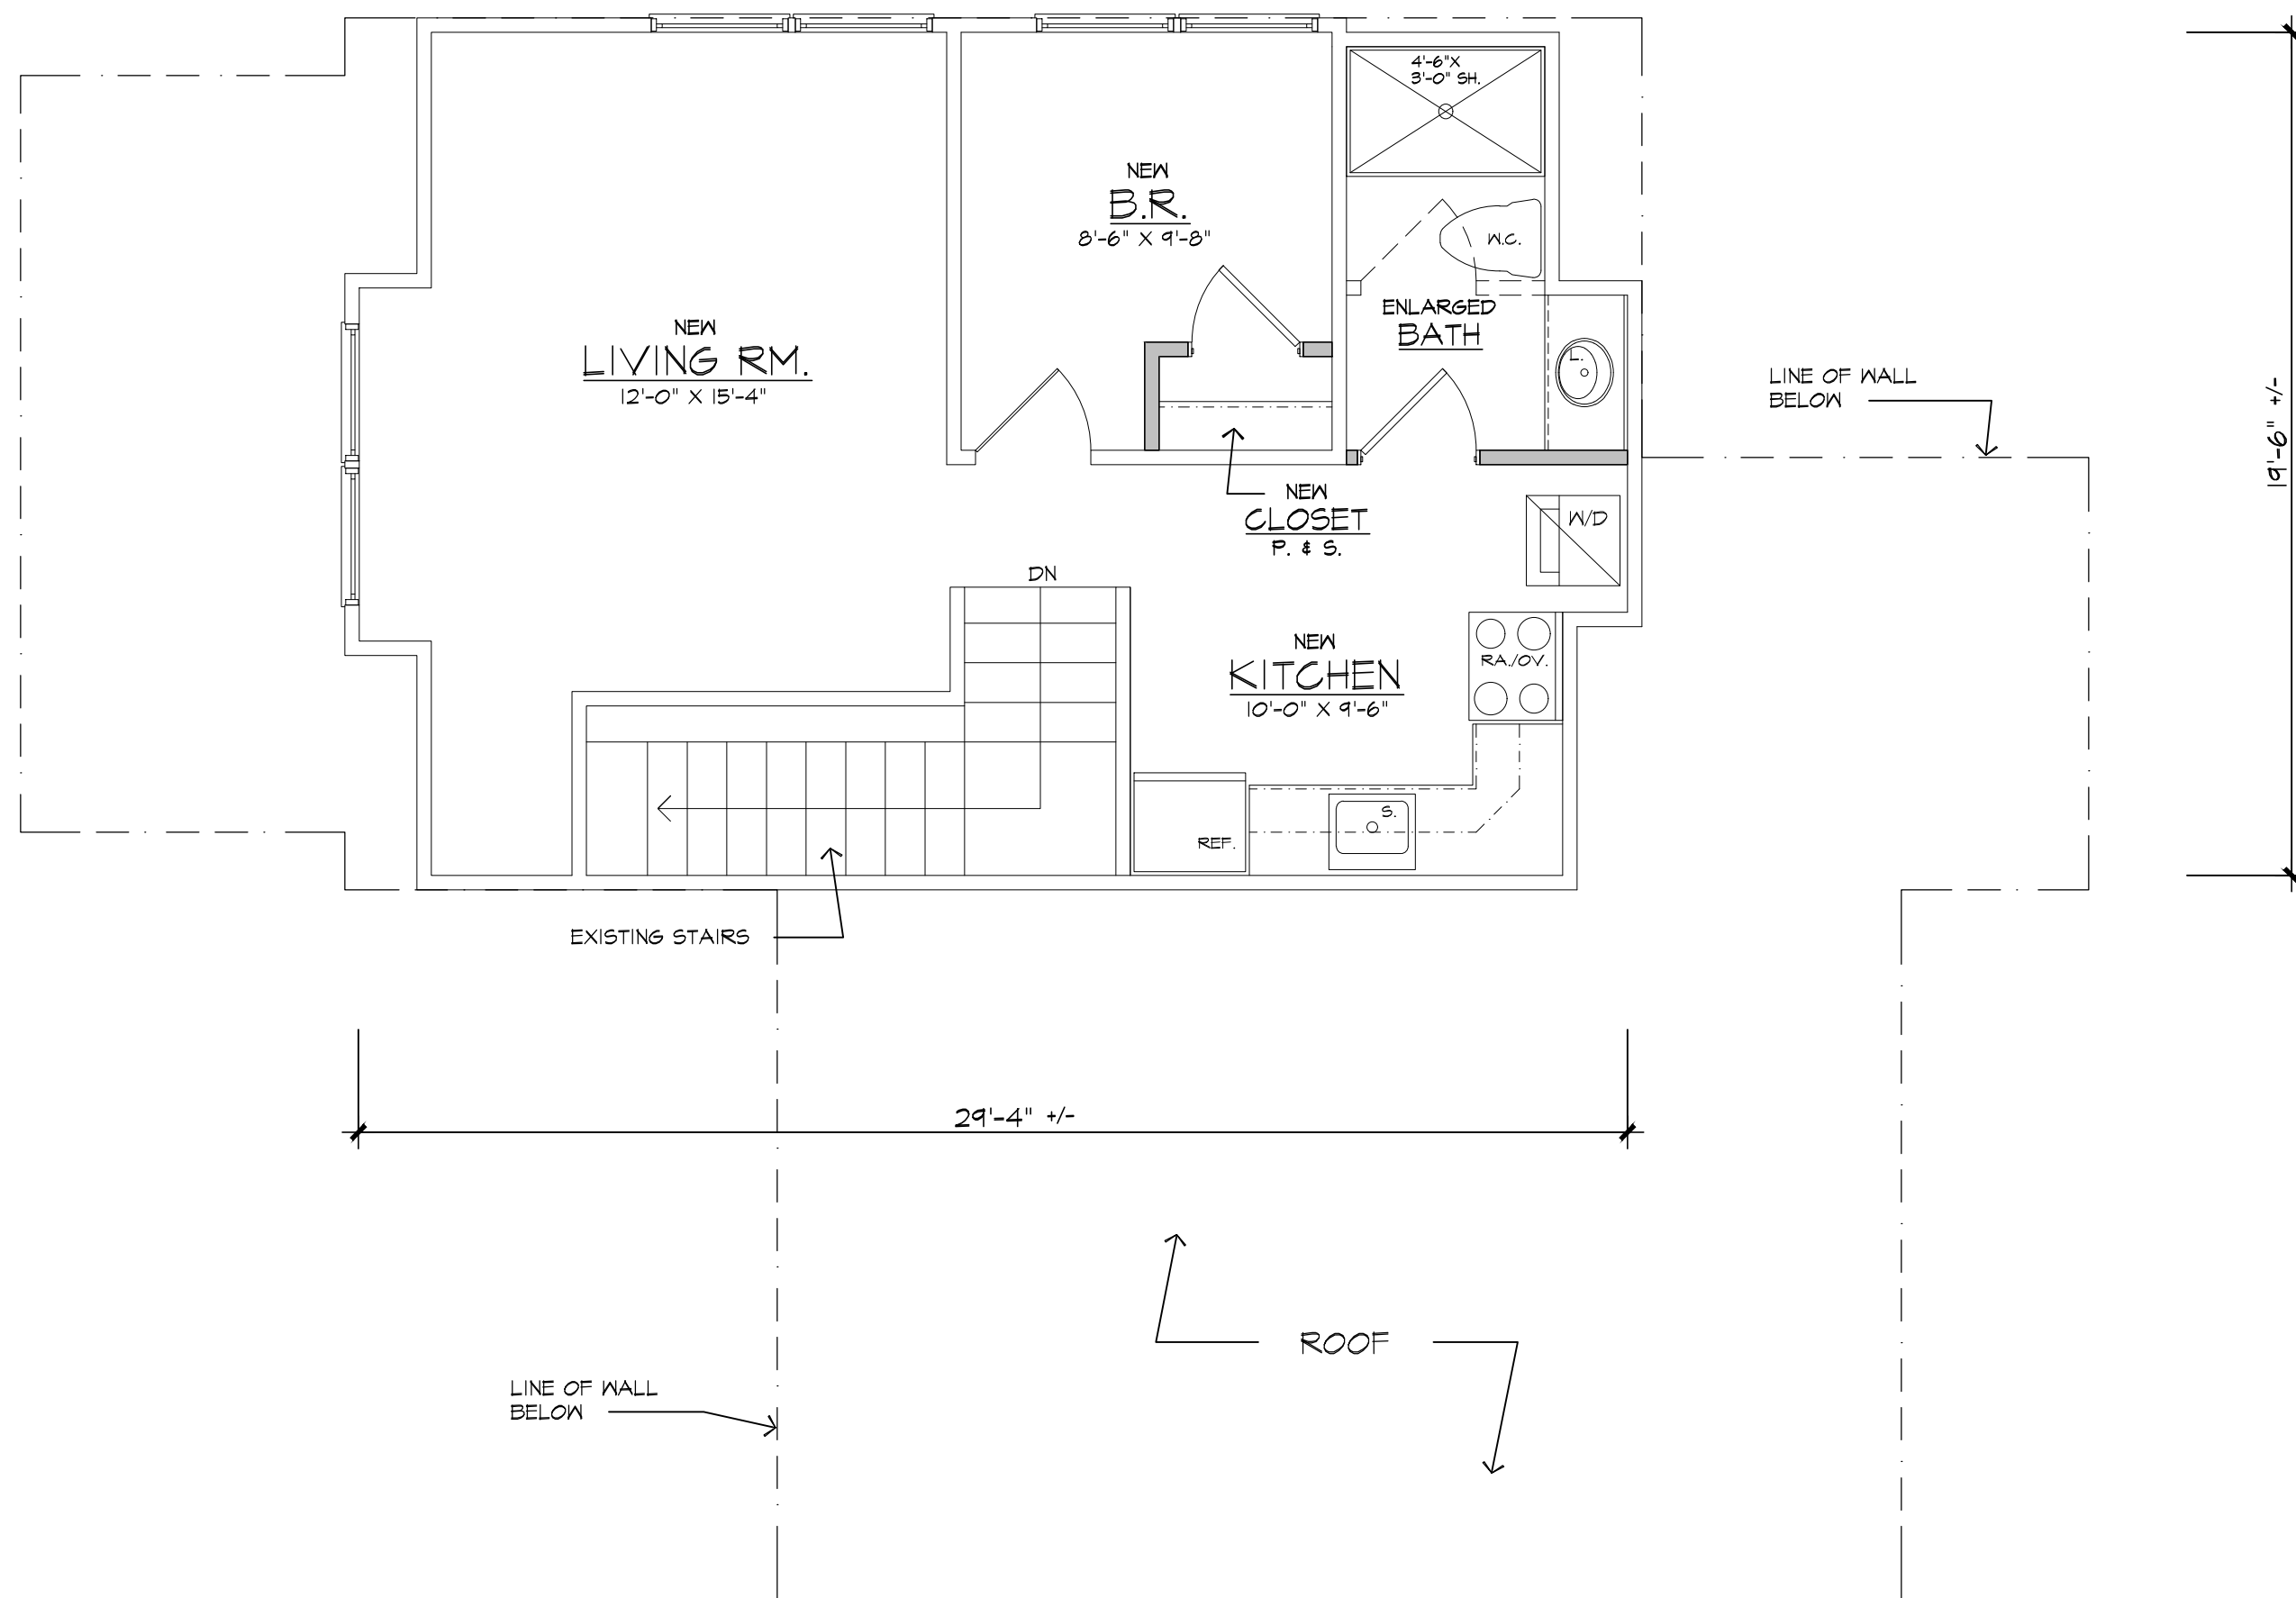 4'-6"X
3'-0" SH.
NEW
B.R.
8'-6" X 9'-8"
W.C.
ENLARGED
BATH
NEW
LIVING RM.
12'-0" X 15'-4"
L.
LINE OF WALL
BELOW
19'-6" +/-
NEW
CLOSET
P. & S.
W/D
DN
NEW
KITCHEN
10'-0" X 9'-6"
RA./OV.
S.
REF.
EXISTING STAIRS
29'-4" +/-
ROOF
LINE OF WALL
BELOW